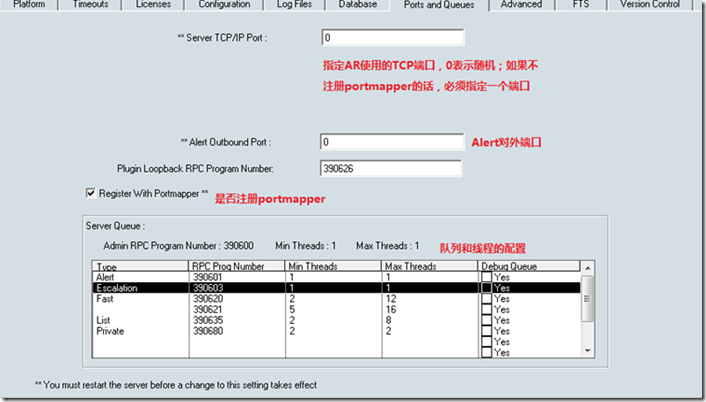 Platform Timeouts Licenses Configuration Log Files Database Ports and Queues Advanced FTS Version Control
** Server TCP/IP Port : 0
指定AR使用的TCP端口，0表示随机；如果不
注册portmapper的话，必须指定一个端口
** Alert Outbound Port : 0 Alert对外端口
Plugin Loopback RPC Program Number: 390626
Register With Portmapper ** 是否注册portmapper
Server Queue :
Admin RPC Program Number : 390600 Min Threads : 1 Max Threads : 1 队列和线程的配置
Type RPC Prog Number Min Threads Max Threads Debug Queue
Alert 390601 1 1 Yes
Escalation 390603 1 1 Yes
Fast 390620 2 12 Yes
390621 5 16 Yes
List 390635 2 8 Yes
Private 390680 2 2 Yes
Yes
Yes
** You must restart the server before a change to this setting takes effect